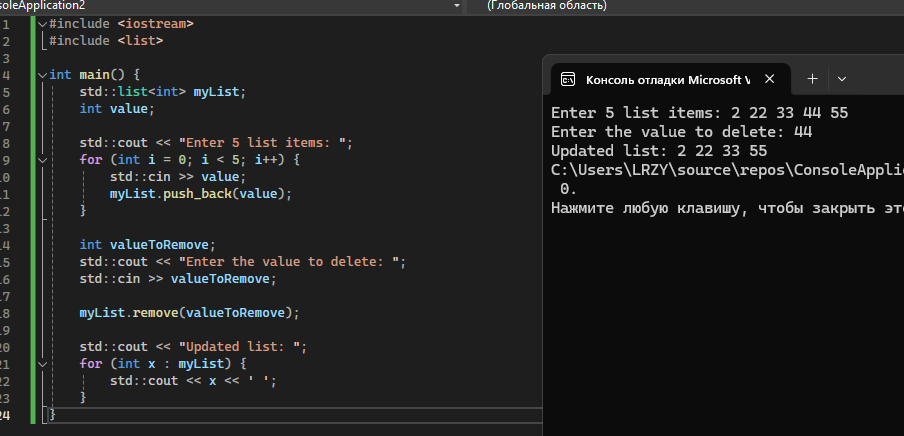 soleApplication2
(Глобальная область)
1 #include <iostream>
2 #include <list>
3
4 int main() {
5 std::list<int> myList;
6 int value;
7
8 std::cout << "Enter 5 list items: ";
9 for (int i = 0; i < 5; i++) {
10 std::cin >> value;
11 myList.push_back(value);
12 }
13
14 int valueToRemove;
15 std::cout << "Enter the value to delete: ";
16 std::cin >> valueToRemove;
17
18 myList.remove(valueToRemove);
19
20 std::cout << "Updated list: ";
21 for (int x : myList) {
22 std::cout << x << ' ';
23 }
24 }
Консоль отладки Microsoft V
Enter 5 list items: 2 22 33 44 55
Enter the value to delete: 44
Updated list: 2 22 33 55
C:\Users\LRZY\source\repos\ConsoleApplic
0.
Нажмите любую клавишу, чтобы закрыть это